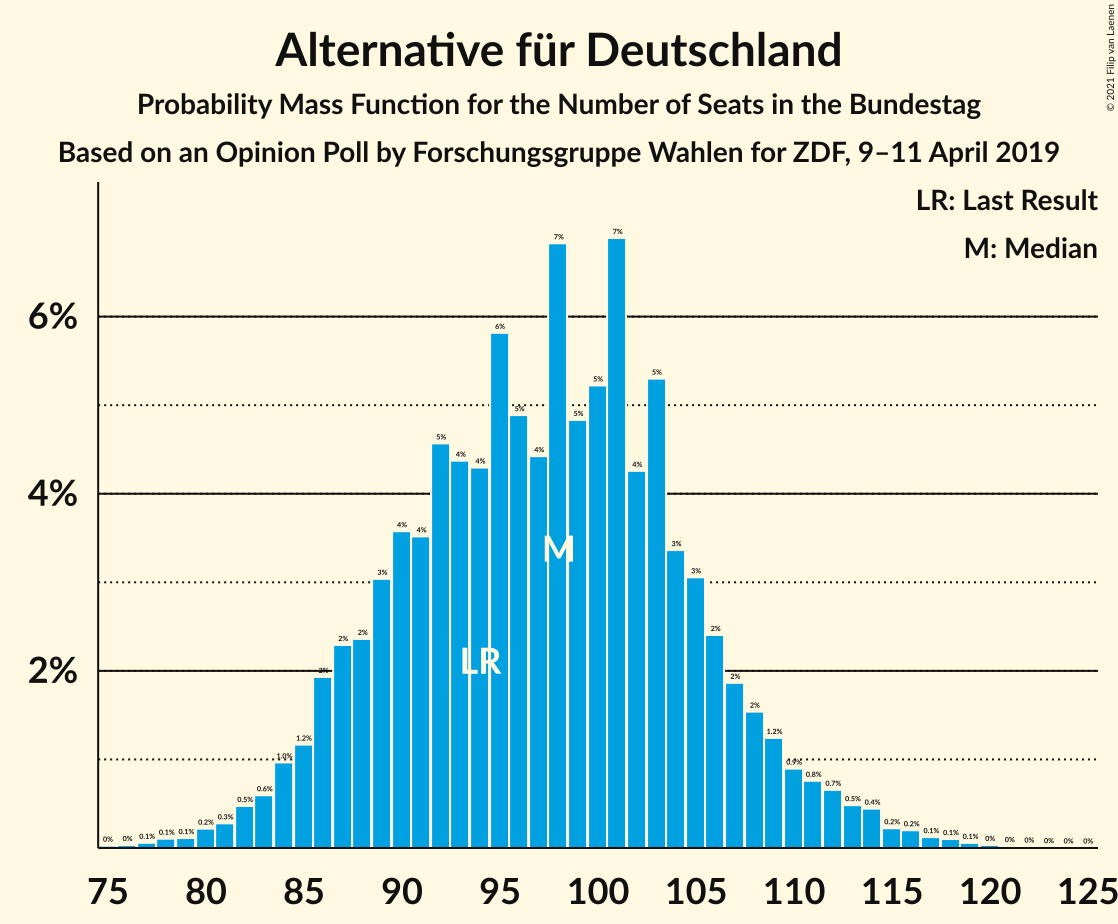 © 2021 Filip van Laenen
Alternative für Deutschland
Probability Mass Function for the Number of Seats in the Bundestag
Based on an Opinion Poll by Forschungsgruppe Wahlen for ZDF, 9–11 April 2019
LR: Last Result
M: Median
6%
4%
2%
0% 0% 0.1% 0.1% 0.1% 0.2% 0.3% 0.5% 0.6% 1.0% 1.2% 2% 2% 2% 3% 4% 4% 5% 4% 4% 6% 5% 4% 7% 5% 5% 7% 4% 5% 3% 3% 2% 2% 2% 1.2% 0.9% 0.8% 0.7% 0.5% 0.4% 0.2% 0.2% 0.1% 0.1% 0.1% 0% 0% 0% 0% 0% 0%
M
LR
75 80 85 90 95 100 105 110 115 120 125